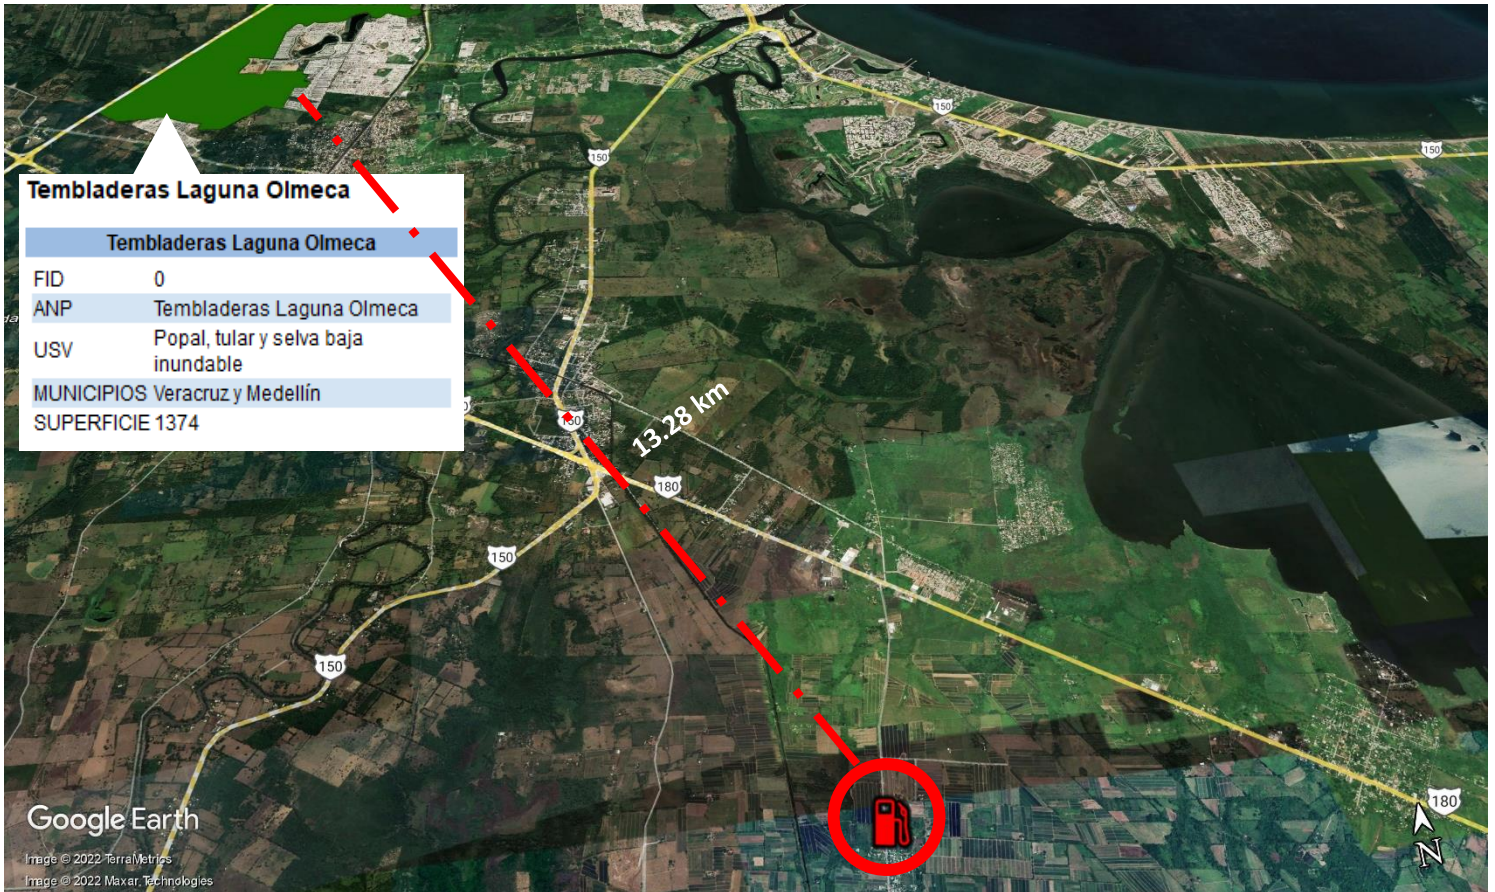 150
150
150
Tembladeras Laguna Olmeca
Tembladeras Laguna Olmeca
FID 0
ANP Tembladeras Laguna Olmeca
USV Popal, tular y selva baja
inundable
MUNICIPIOS Veracruz y Medellín
SUPERFICIE 1374
150
13.28 km
180
150
150
180
N
Google Earth
Image © 2022 TerraMetrics
Image © 2022 Maxar Technologies